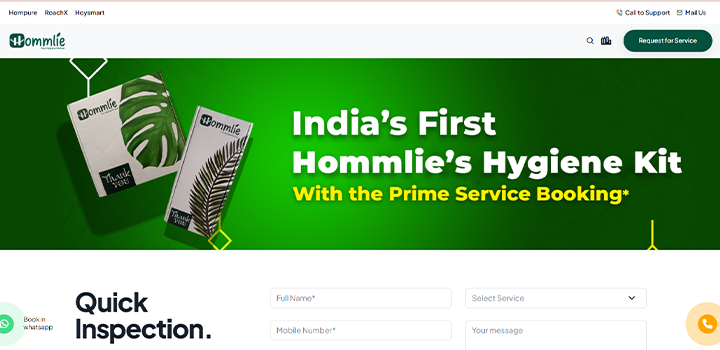 Hompure RoachX Hoysmart
Call to Support Mail Us
Hommlie
Request for Service
Hommlie
THANK YOU
Hommlie
THANK YOU
India's First
Hommlie's Hygiene Kit
With the Prime Service Booking*
Quick
Inspection.
Full Name*
Select Service
Mobile Number*
Your message
Book in
whatsapp